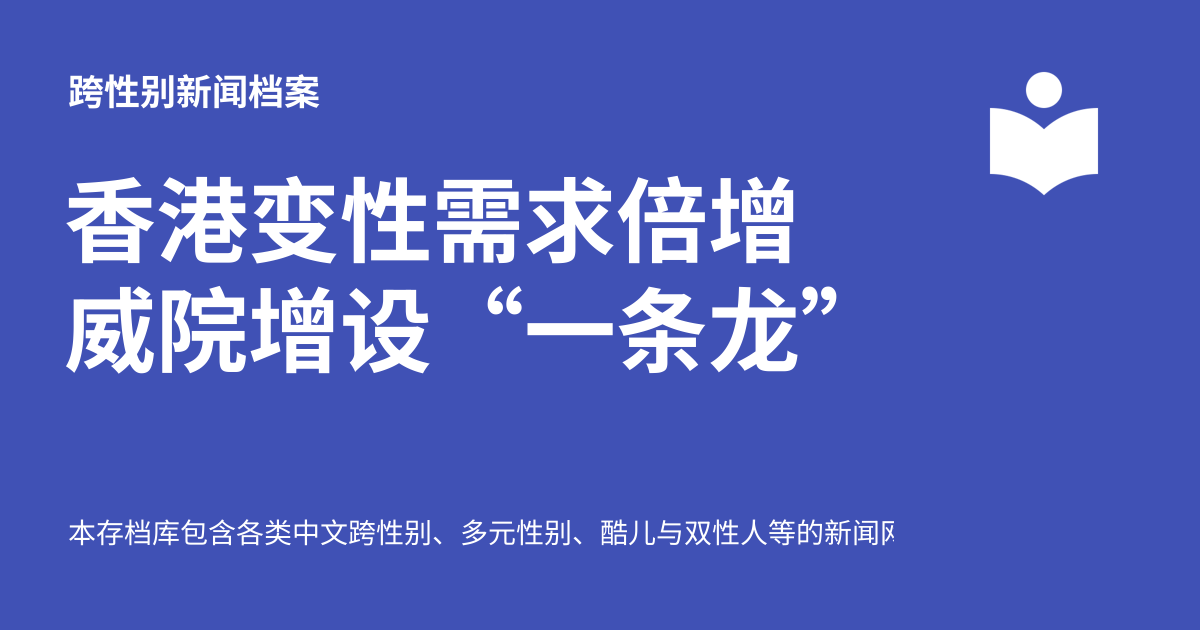 跨性别新闻档案
香港变性需求倍增
威院增设“一条龙”
本存档库包含各类中文跨性别、多元性别、酷儿与双性人等的新闻网